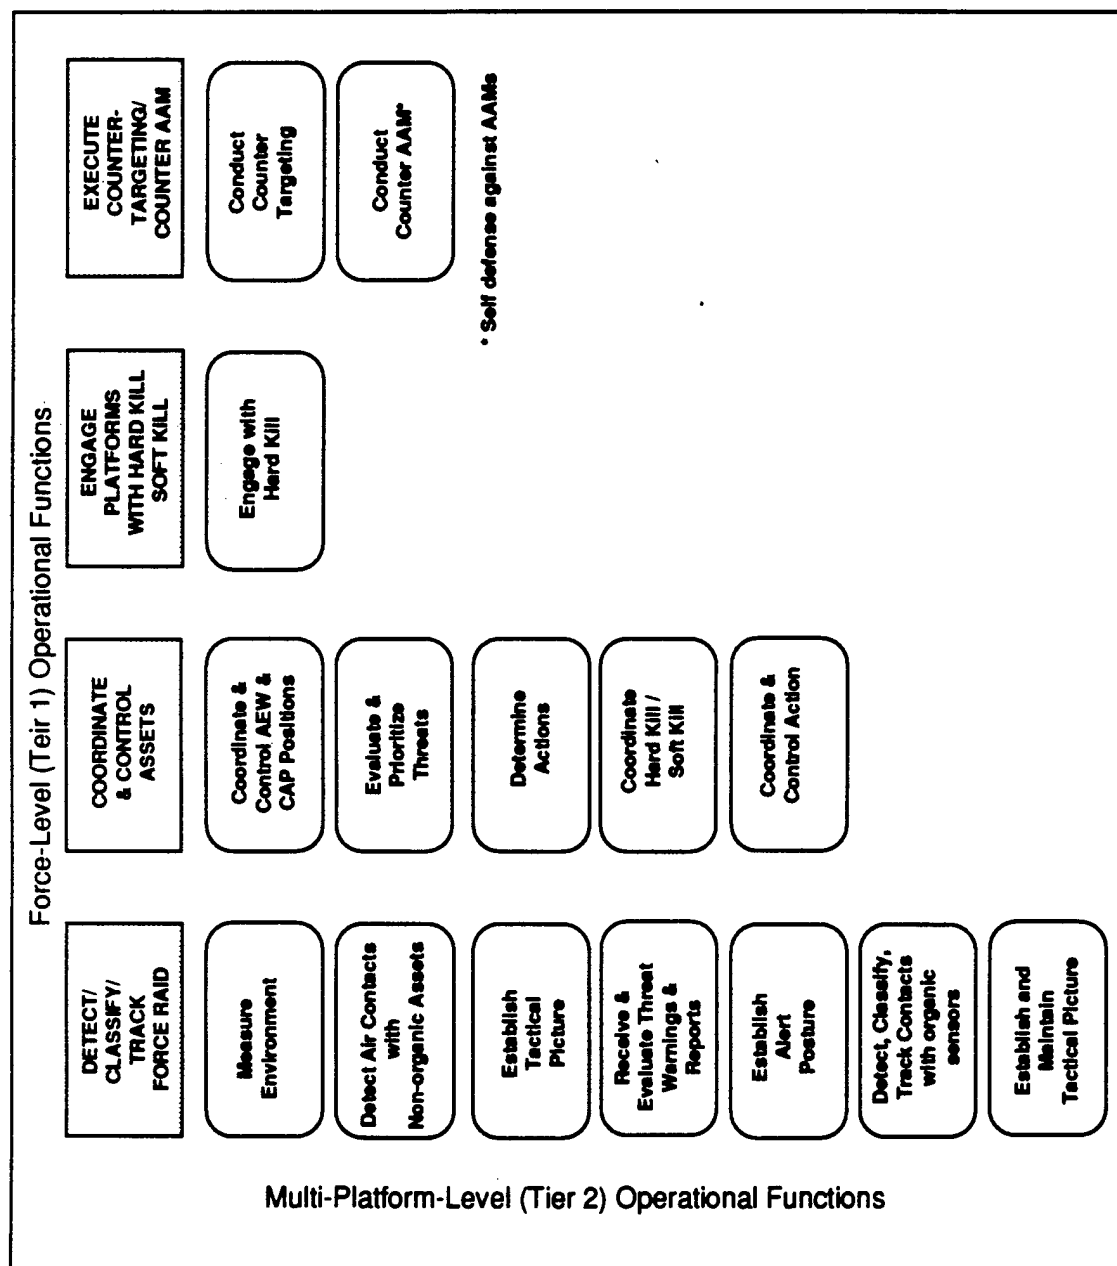 Force-Level (Teir 1) Operational Functions
DETECT/
CLASSIFY/
TRACK
FORCE RAID
COORDINATE
& CONTROL
ASSETS
ENGAGE
PLATFORMS
WITH HARD KILL
SOFT KILL
EXECUTE
COUNTER-
TARGETING/
COUNTER AAM
Measure
Environment
Detect Air Contacts
with
Non-organic Assets
Establish
Tactical
Picture
Receive &
Evaluate Threat
Warnings &
Reports
Establish
Alert
Posture
Detect, Classify,
Track Contacts
with organic
sensors
Establish and
Maintain
Tactical Picture
Coordinate &
Control AEW &
CAP Positions
Evaluate &
Prioritize
Threats
Determine
Actions
Coordinate
Hard Kill /
Soft Kill
Coordinate &
Control Action
Engage with
Hard Kill
Conduct
Counter
Targeting
Conduct
Counter AAM*
* Self defense against AAMs
Multi-Platform-Level (Tier 2) Operational Functions